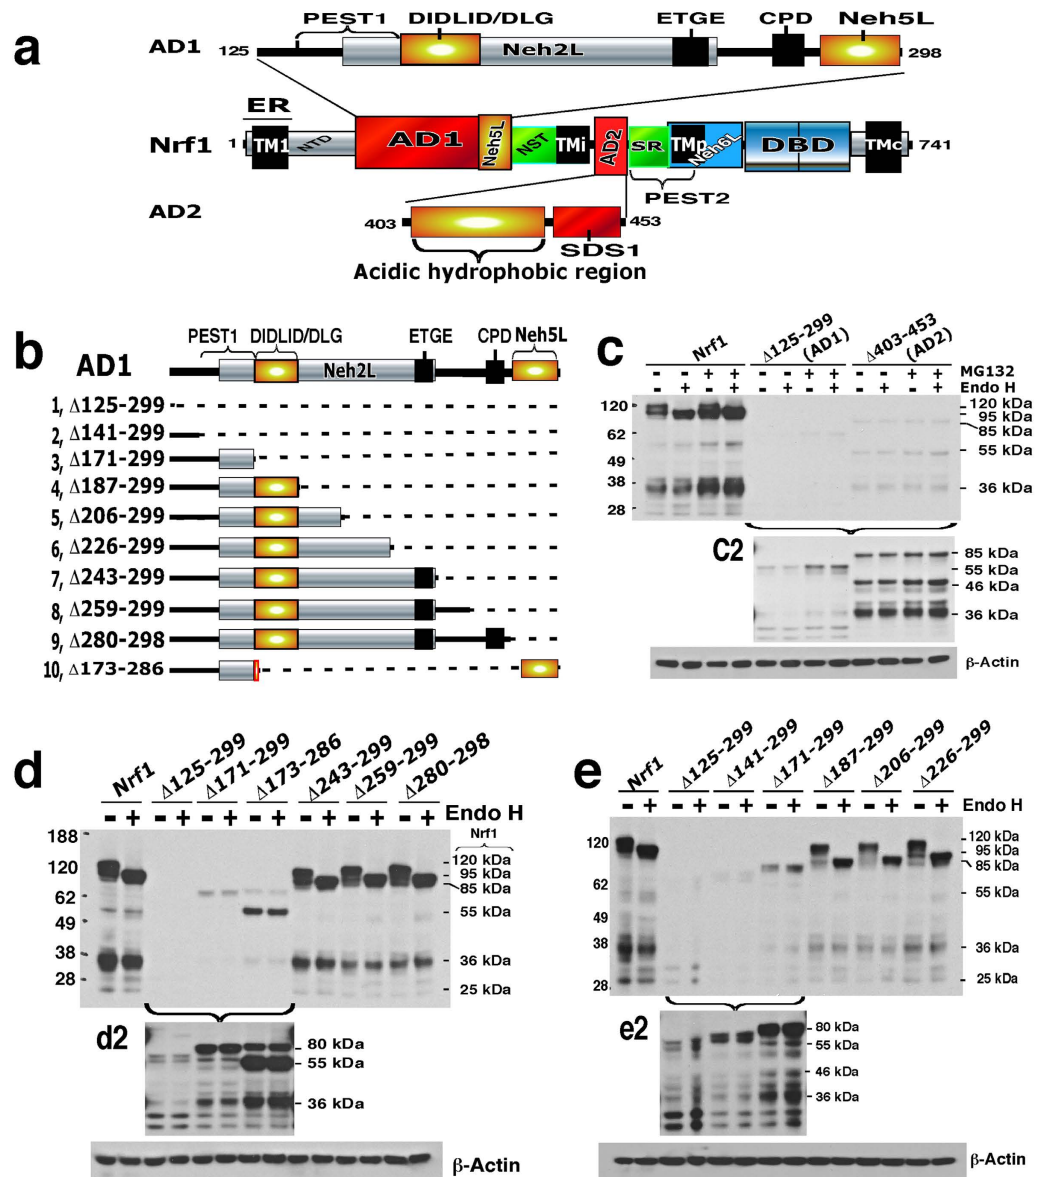 a
PEST1 DIDLID/DLG ETGE CPD Neh5L
AD1 125 Neh2L 298
ER
Nrf1 1 TM1 NTD AD1 Neh5L NST TMi AD2 SR TMp Neh6L DBD TMc 741
PEST2
AD2 403 453
SDS1
Acidic hydrophobic region
b
PEST1 DIDLID/DLG ETGE CPD Neh5L
AD1 Neh2L
1, Δ125-299
2, Δ141-299
3, Δ171-299
4, Δ187-299
5, Δ206-299
6, Δ226-299
7, Δ243-299
8, Δ259-299
9, Δ280-298
10, Δ173-286
c
Nrf1 Δ125-299 (AD1) Δ403-453 (AD2)
- - + + - - + + - - + + MG132
- + - + - + - + - + - + Endo H
120
62
49
38
28
120 kDa
95 kDa
85 kDa
55 kDa
36 kDa
C2
85 kDa
55 kDa
46 kDa
36 kDa
β-Actin
d
Nrf1 Δ125-299 Δ171-299 Δ173-286 Δ243-299 Δ259-299 Δ280-298
- + - + - + - + - + - + - + Endo H
188
120
62
49
38
28
Nrf1
120 kDa
95 kDa
85 kDa
55 kDa
36 kDa
25 kDa
d2
80 kDa
55 kDa
36 kDa
β-Actin
e
Nrf1 Δ125-299 Δ141-299 Δ171-299 Δ187-299 Δ206-299 Δ226-299
- + - + - + - + - + - + - + Endo H
120
62
49
38
28
120 kDa
95 kDa
85 kDa
55 kDa
36 kDa
25 kDa
e2
80 kDa
55 kDa
46 kDa
36 kDa
β-Actin